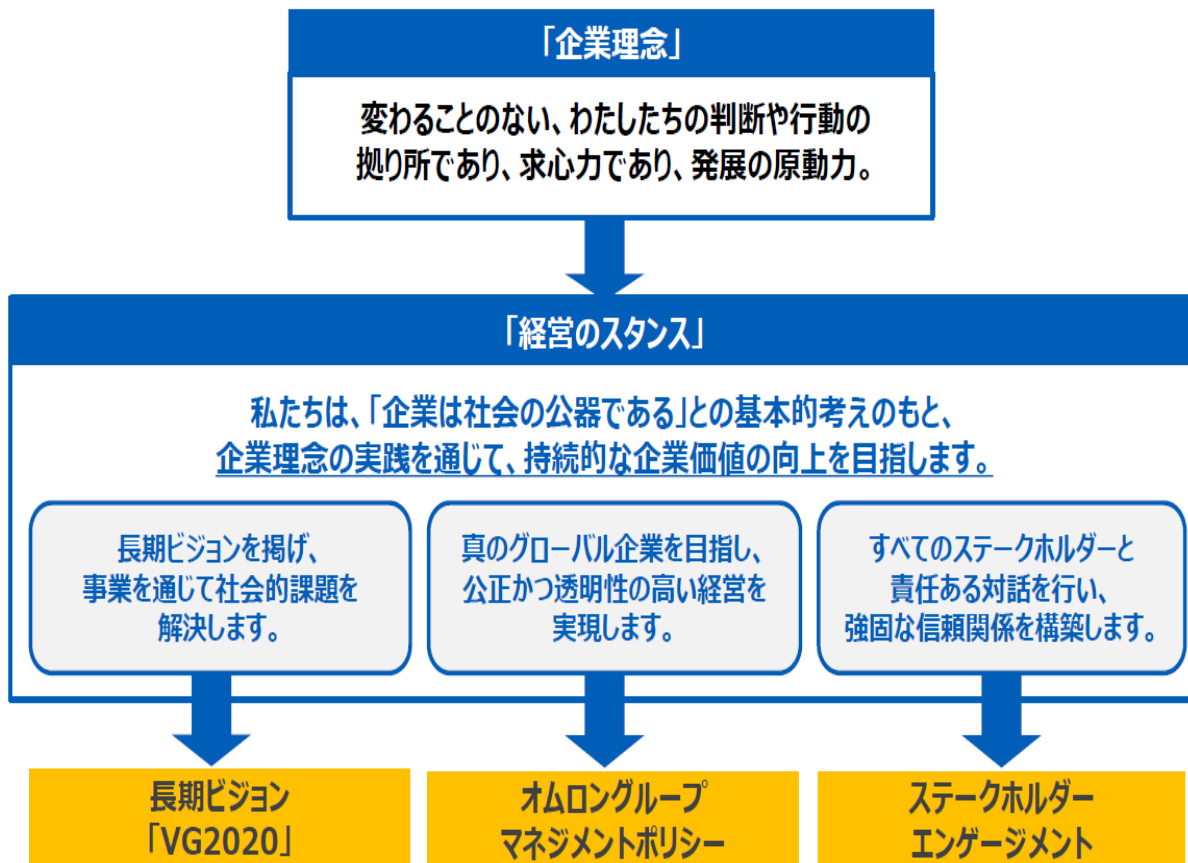 「企業理念」
変わることのない、わたしたちの判断や行動の
拠り所であり、求心力であり、発展の原動力。
「経営のスタンス」
私たちは、「企業は社会の公器である」との基本的考えのもと、
企業理念の実践を通じて、持続的な企業価値の向上を目指します。
長期ビジョンを掲げ、
事業を通じて社会的課題を
解決します。
真のグローバル企業を目指し、
公正かつ透明性の高い経営を
実現します。
すべてのステークホルダーと
責任ある対話を行い、
強固な信頼関係を構築します。
長期ビジョン
「VG2020」
オムロングループ
マネジメントポリシー
ステークホルダー
エンゲージメント